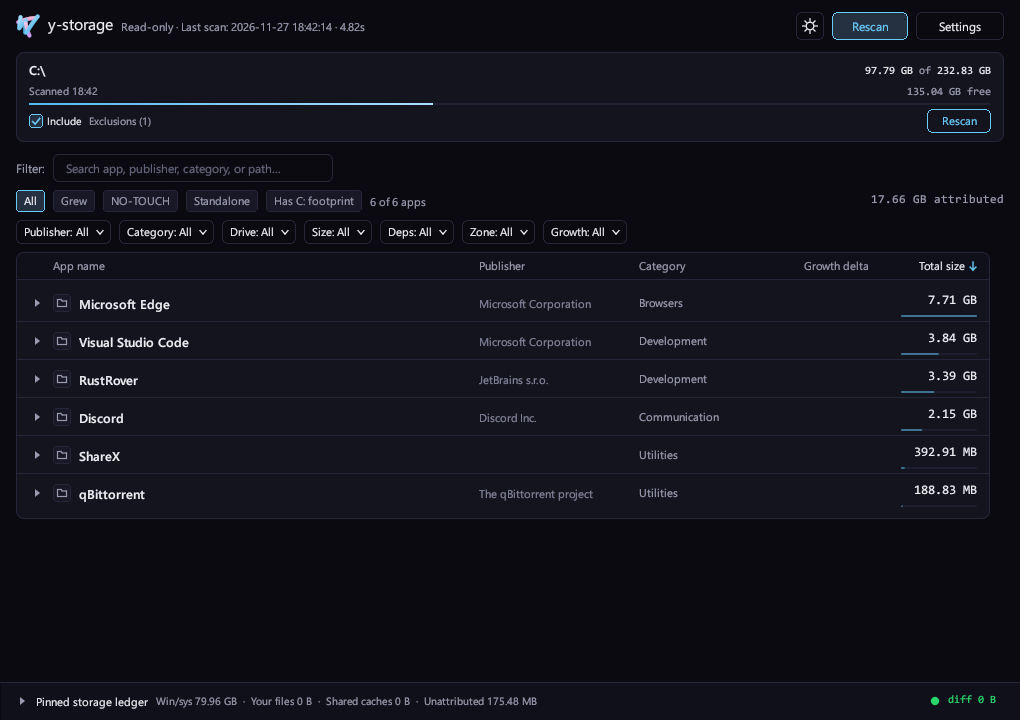 y-storage Read-only · Last scan: 2026-11-27 18:42:14 · 4.82s Rescan Settings
C:\ 97.79 GB of 232.83 GB
Scanned 18:42 135.04 GB free
Include Exclusions (1) Rescan
Filter: Search app, publisher, category, or path...
All Grew NO-TOUCH Standalone Has C: footprint 6 of 6 apps 17.66 GB attributed
Publisher: All Category: All Drive: All Size: All Deps: All Zone: All Growth: All
App name Publisher Category Growth delta Total size ↓
Microsoft Edge Microsoft Corporation Browsers 7.71 GB
Visual Studio Code Microsoft Corporation Development 3.84 GB
RustRover JetBrains s.r.o. Development 3.39 GB
Discord Discord Inc. Communication 2.15 GB
ShareX Utilities 392.91 MB
qBittorrent The qBittorrent project Utilities 188.83 MB
Pinned storage ledger Win/sys 79.96 GB · Your files 0 B · Shared caches 0 B · Unattributed 175.48 MB diff 0 B